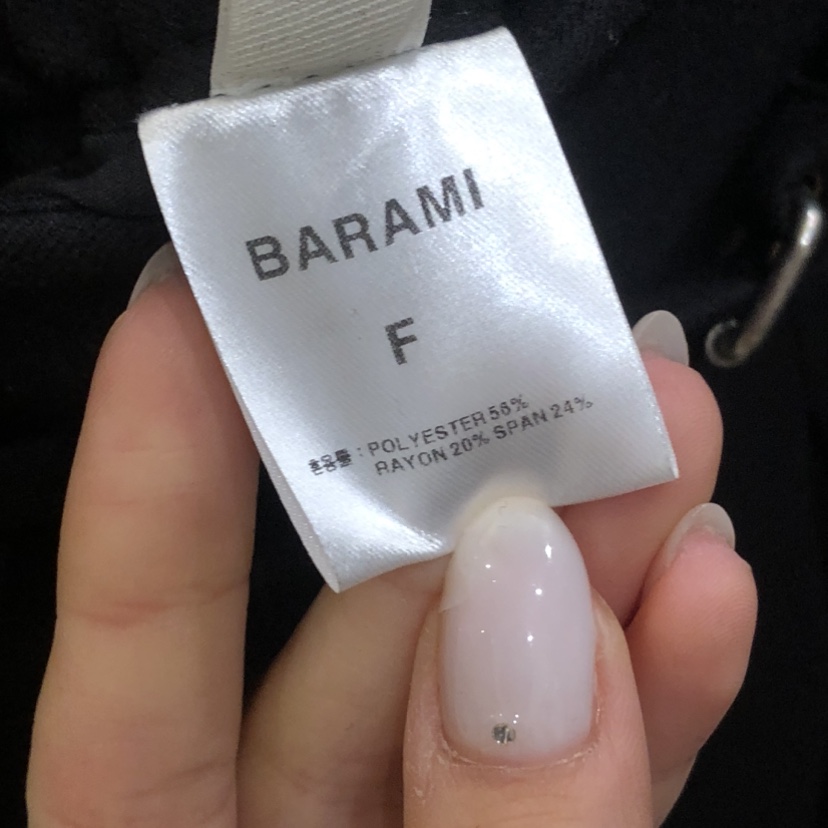 BARAMI
F
혼용률 : POLYESTER 56%
RAYON 20% SPAN 24%